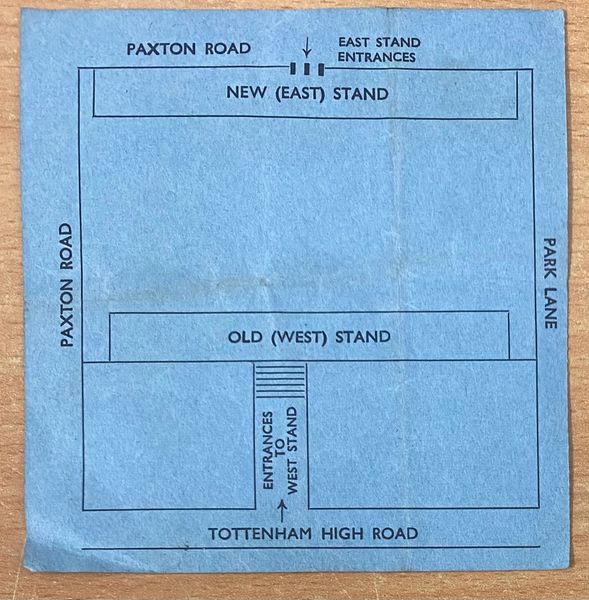 PAXTON ROAD
EAST STAND
ENTRANCES
NEW (EAST) STAND
PAXTON ROAD
PARK LANE
OLD (WEST) STAND
ENTRANCES
TO
WEST STAND
TOTTENHAM HIGH ROAD